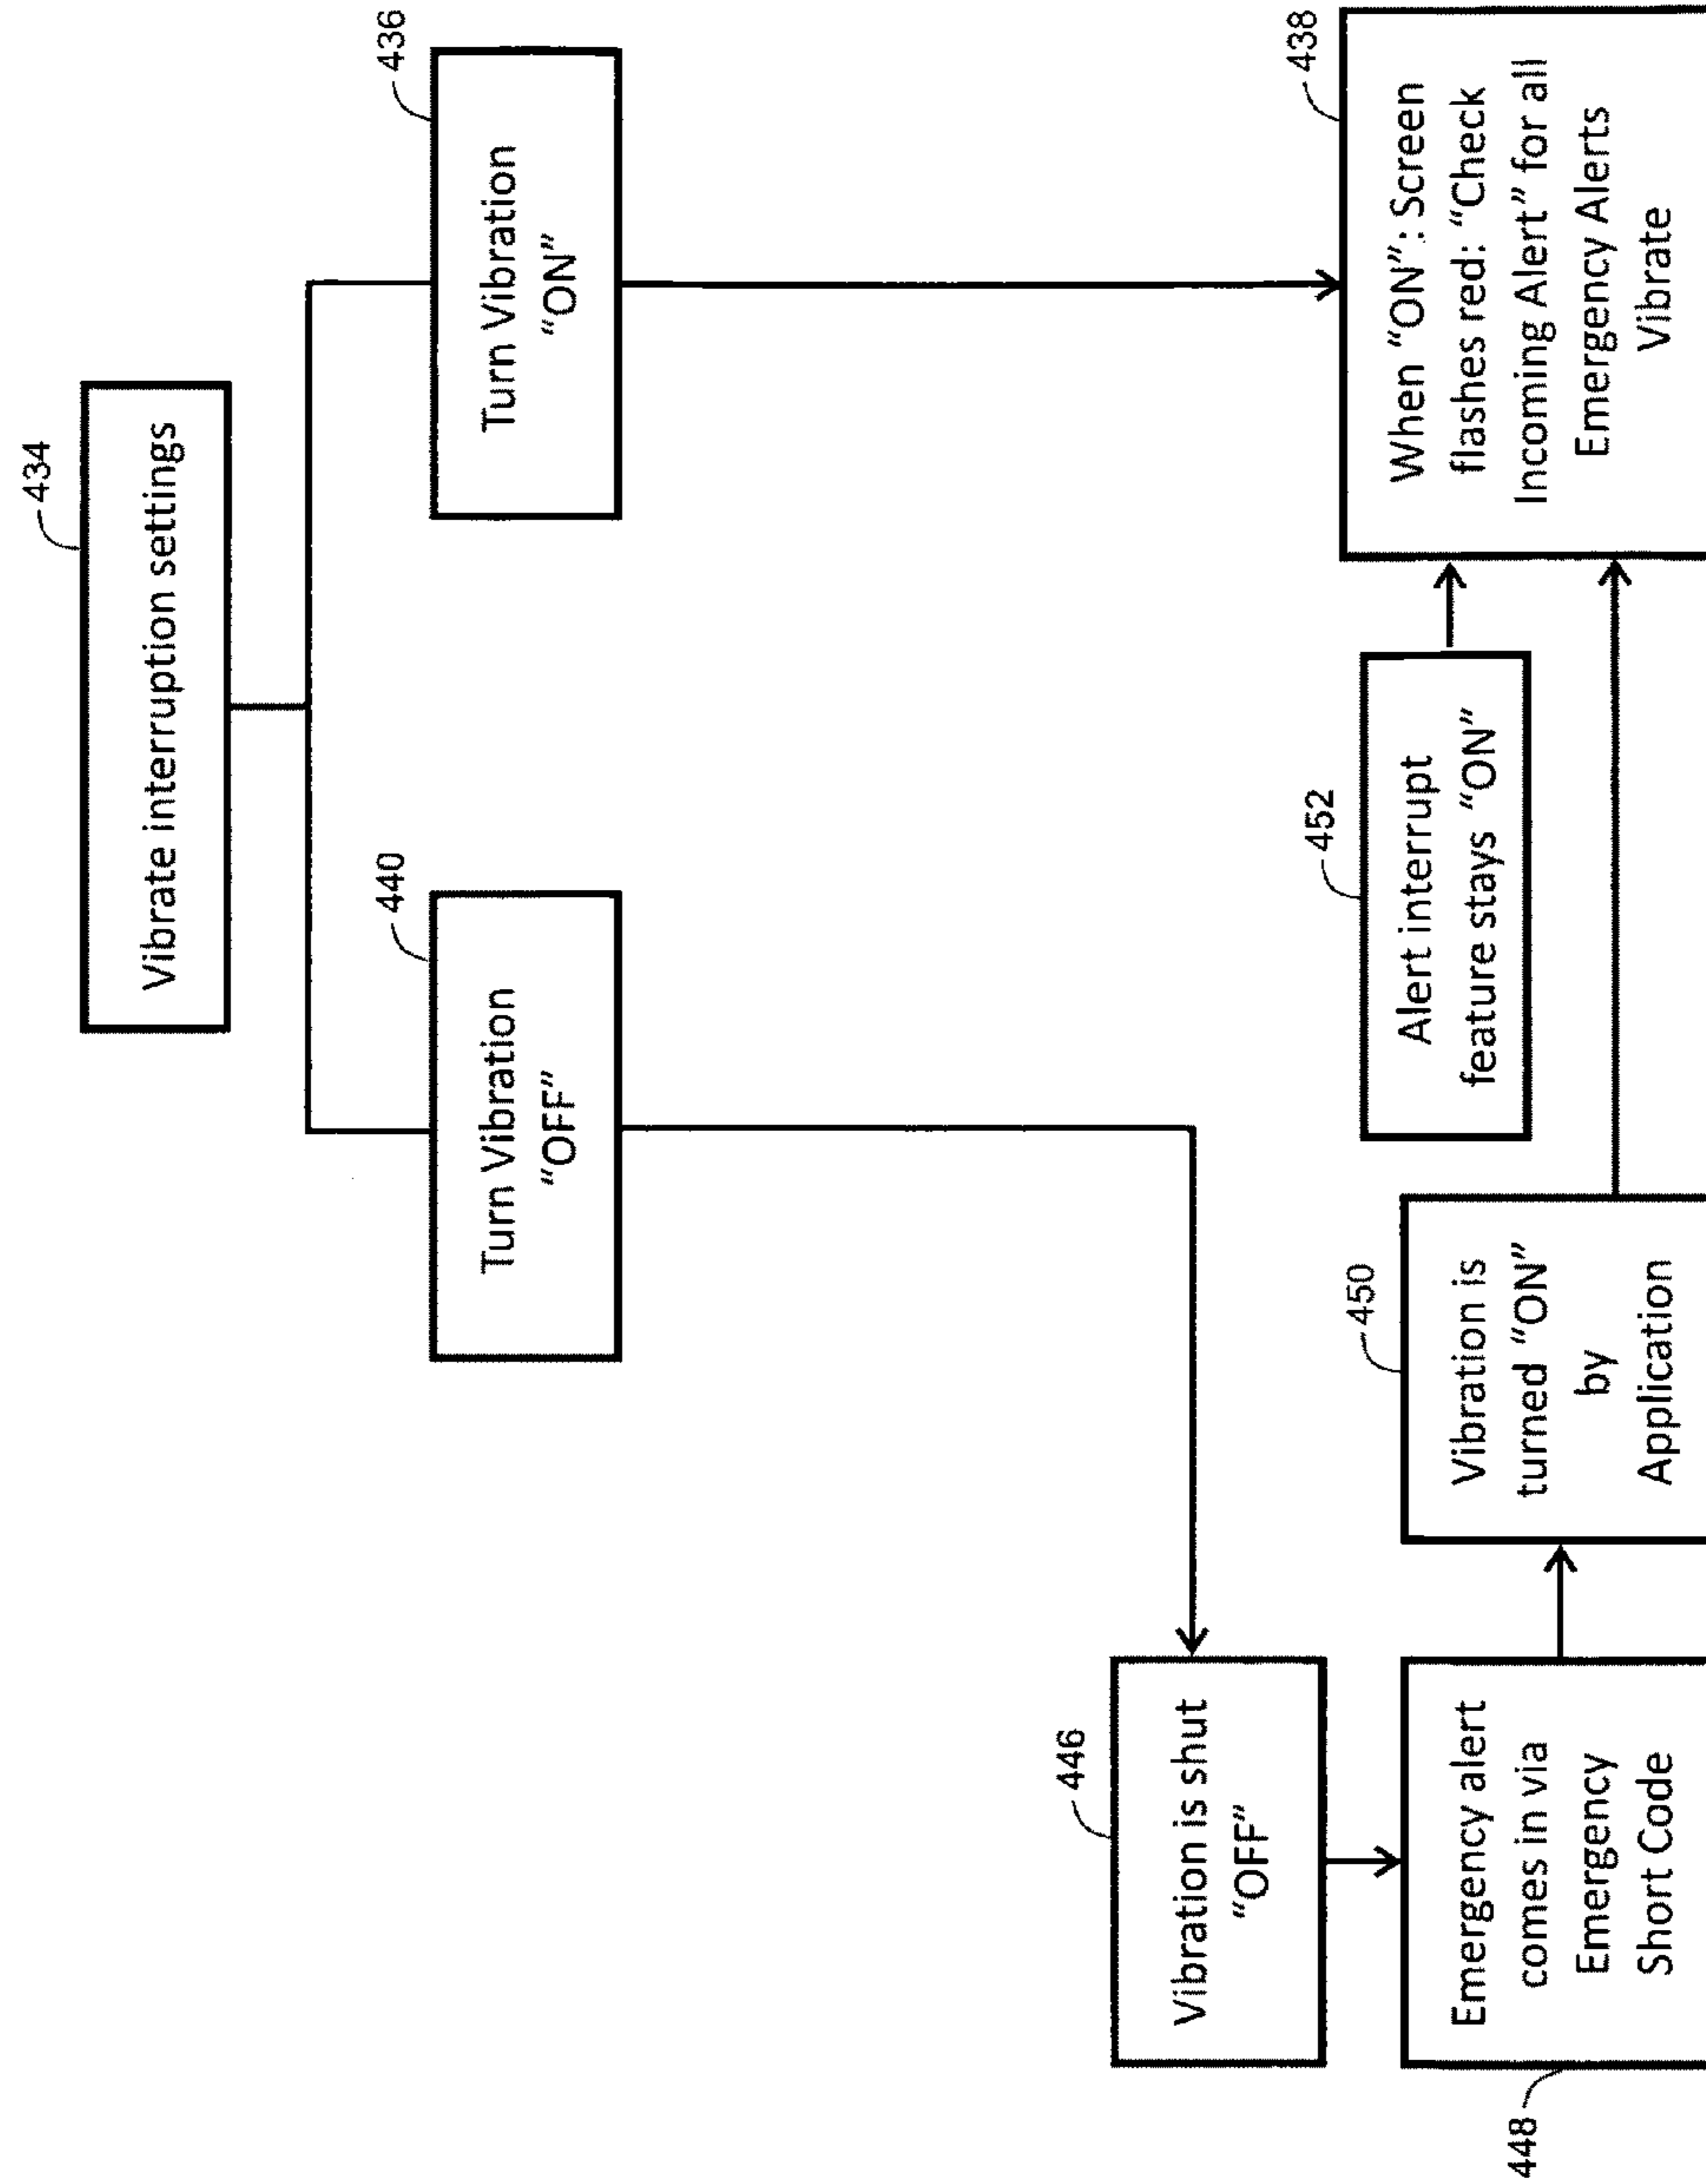 434
Vibrate interruption settings
440
Turn Vibration
“OFF”
436
Turn Vibration
“ON”
446
Vibration is shut
“OFF”
448
Emergency alert
comes in via
Emergency
Short Code
450
Vibration is
turned “ON”
by
Application
452
Alert interrupt
feature stays “ON”
438
When “ON”: Screen
flashes red: “Check
Incoming Alert” for all
Emergency Alerts
Vibrate